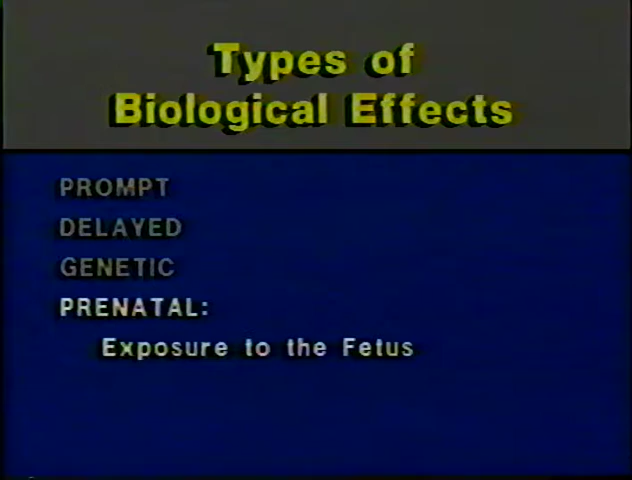 Types of
Biological Effects
PROMPT
DELAYED
GENETIC
PRENATAL:
Exposure to the Fetus